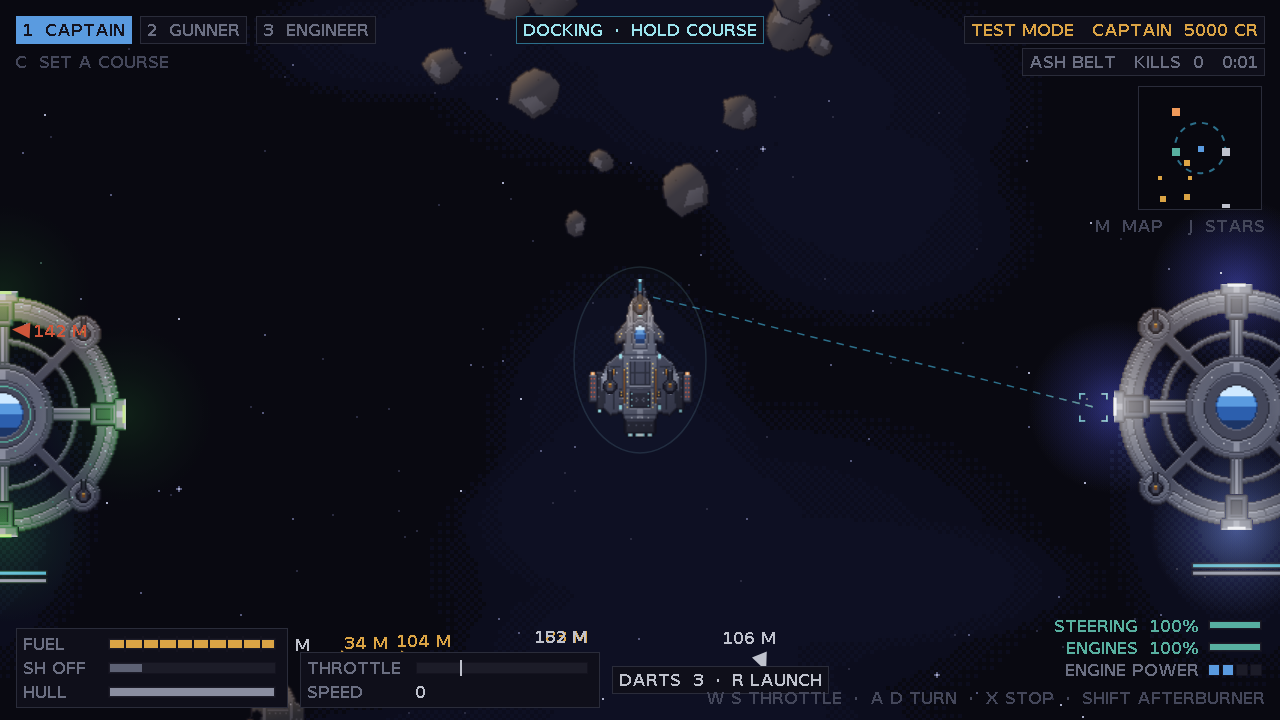 1 CAPTAIN 2 GUNNER 3 ENGINEER
DOCKING · HOLD COURSE
TEST MODE CAPTAIN 5000 CR
C SET A COURSE
ASH BELT KILLS 0 0:01
M MAP J STARS
142 M
FUEL
SH OFF
HULL
M
34 M
104 M
106 M
THROTTLE
SPEED 0
DARTS 3 · R LAUNCH
STEERING 100%
ENGINES 100%
ENGINE POWER
W S THROTTLE · A D TURN · X STOP · SHIFT AFTERBURNER